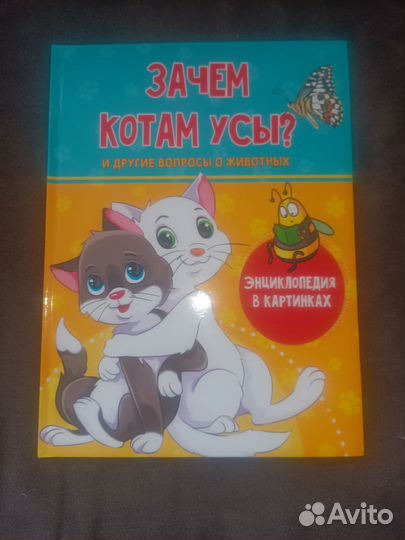 ЗАЧЕМ
КОТАМ УСЫ?
И ДРУГИЕ ВОПРОСЫ О ЖИВОТНЫХ
ЭНЦИКЛОПЕДИЯ
В КАРТИНКАХ
Avito